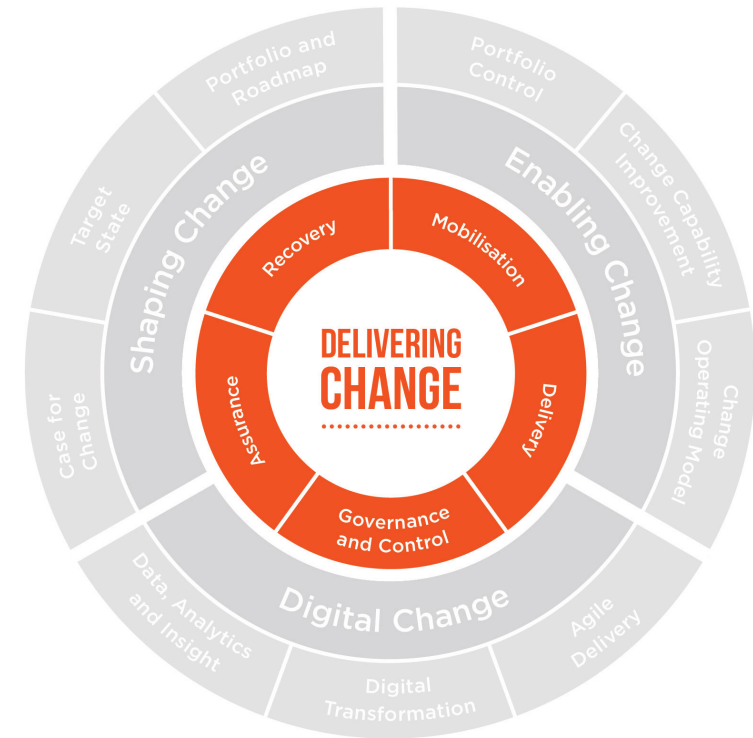 DELIVERING
CHANGE
Recovery
Mobilisation
Delivery
Governance
and Control
Assurance
Shaping Change
Enabling Change
Digital Change
Case for
Change
Target
State
Portfolio and
Roadmap
Portfolio
Control
Change Capability
Improvement
Change
Operating Model
Agile
Delivery
Digital
Transformation
Data, Analytics
and Insight